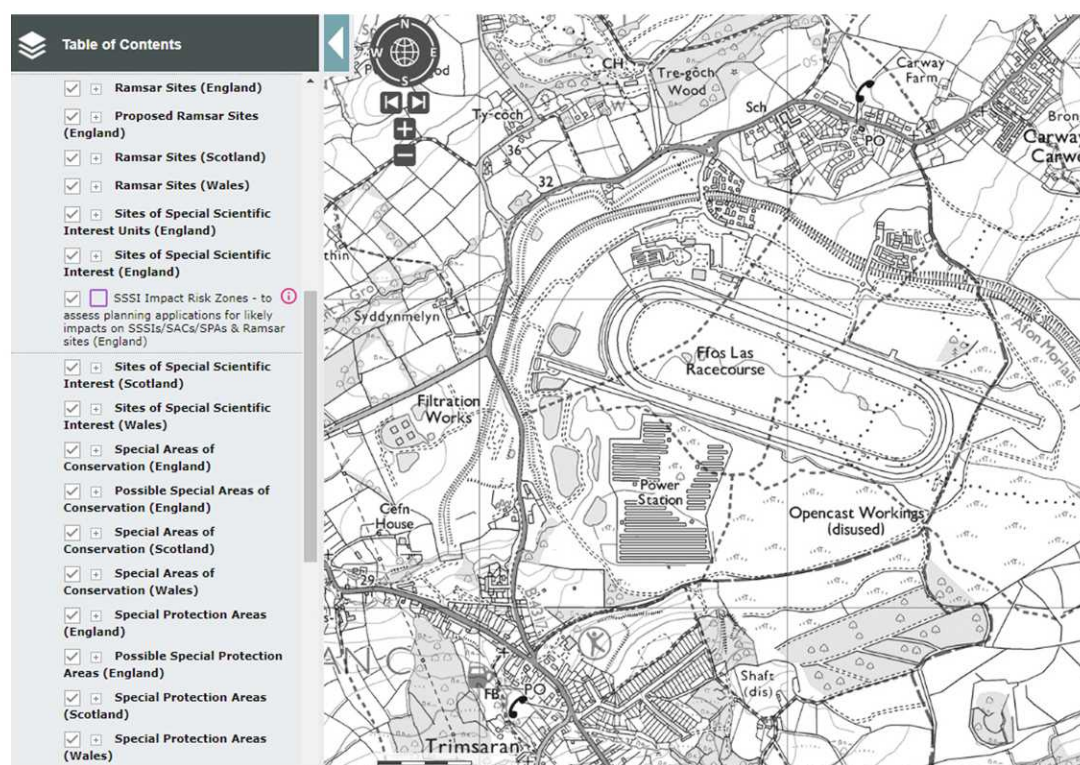 Table of Contents
Ramsar Sites (England)
Proposed Ramsar Sites
(England)
Ramsar Sites (Scotland)
Ramsar Sites (Wales)
Sites of Special Scientific
Interest Units (England)
Sites of Special Scientific
Interest (England)
SSSI Impact Risk Zones - to
assess planning applications for likely
impacts on SSSIs/SACs/SPAs & Ramsar
sites (England)
Sites of Special Scientific
Interest (Scotland)
Sites of Special Scientific
Interest (Wales)
Special Areas of
Conservation (England)
Possible Special Areas of
Conservation (England)
Special Areas of
Conservation (Scotland)
Special Areas of
Conservation (Wales)
Special Protection Areas
(England)
Possible Special Protection
Areas (England)
Special Protection Areas
(Scotland)
Special Protection Areas
(Wales)
N
W
E
S
CH
Tre-gôch
Wood
Carway
Farm
Ty-coch
Sch
PO
36
32
W
W
Bron
Carway
Carw
thin
Syddynmelyn
Afon Morlais
Ffos Las
Racecourse
Filtration
Works
Power
Station
Opencast Workings
(disused)
Cefn
House
29
FB
PO
Shaft
(dis)
Trimsaran